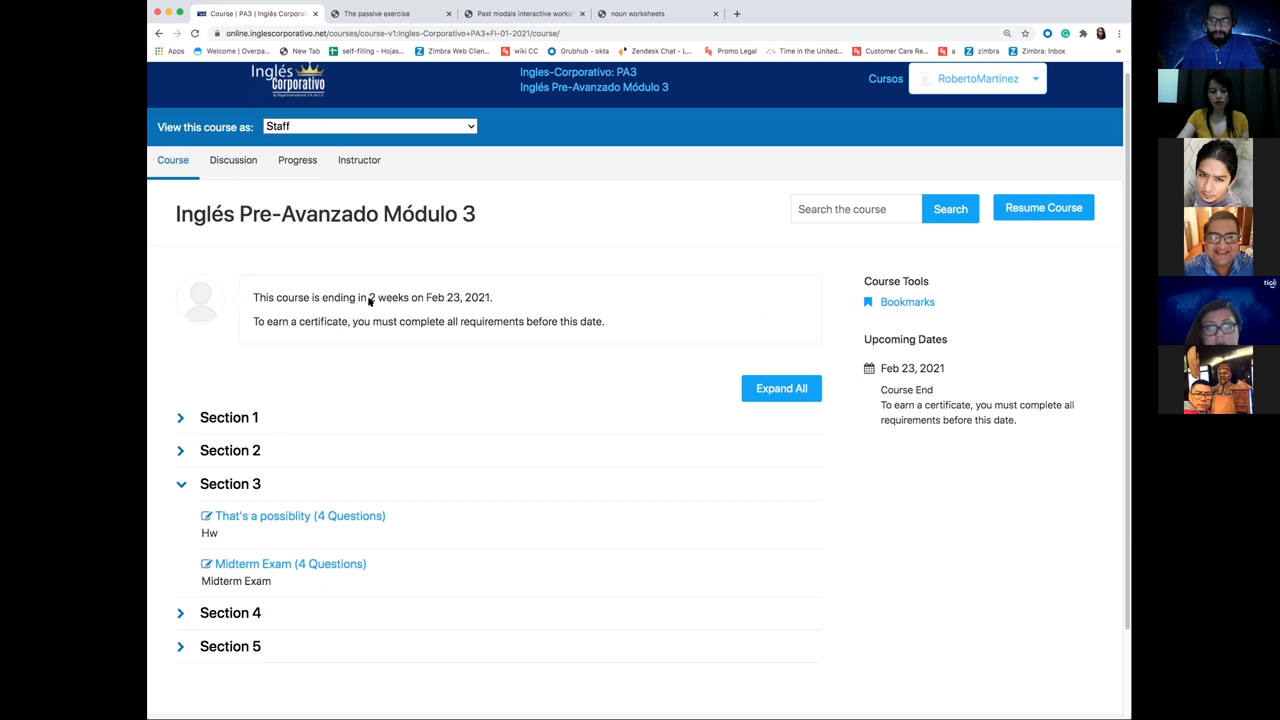 Course | PA3 | Inglés Corporat
The passive exercise
Past modals interactive works
noun worksheets
online.inglescorporativo.net/courses/course-v1:Ingles-Corporativo+PA3+FI-01-2021/course/
Apps
Welcome | Overpa...
New Tab
self-filling - Hojas...
Zimbra Web Clien...
Grubhub - okta
wiki CC
Zendesk Chat - L...
Promo Legal
Time in the United...
Customer Care Re...
a
zimbra
Zimbra: Inbox
Inglés
Corporativo
Ingles-Corporativo: PA3
Inglés Pre-Avanzado Módulo 3
Cursos
RobertoMartinez
View this course as:
Staff
Course
Discussion
Progress
Instructor
Inglés Pre-Avanzado Módulo 3
Search the course
Search
Resume Course
This course is ending in 2 weeks on Feb 23, 2021.
To earn a certificate, you must complete all requirements before this date.
Course Tools
Bookmarks
Upcoming Dates
Feb 23, 2021
Course End
To earn a certificate, you must complete all
requirements before this date.
Expand All
Section 1
Section 2
Section 3
That's a possiblity (4 Questions)
Hw
Midterm Exam (4 Questions)
Midterm Exam
Section 4
Section 5
tigo